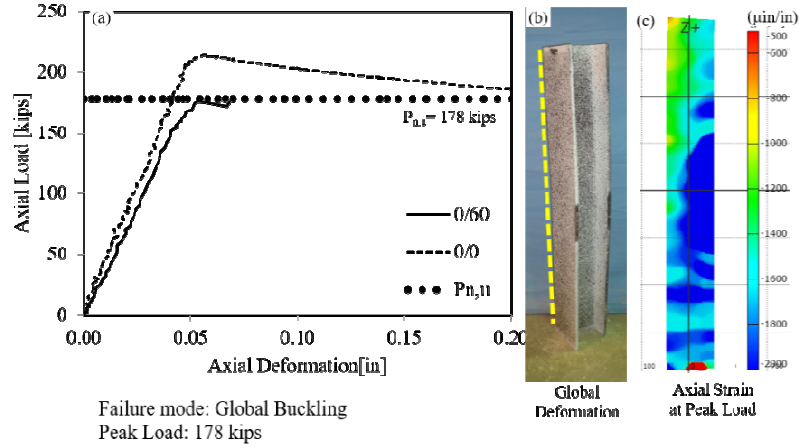 (a)
250
200
150
100
50
0
Axial Load [kips]
Pn,u= 178 kips
0/60
0/0
Pn,u
0.00
0.05
0.10
0.15
0.20
Axial Deformation[in]
(b)
Global
Deformation
(c)
(µin/in)
Z+
-500
-800
-1000
-1200
-1400
-1600
-1800
100
Axial Strain
at Peak Load
Failure mode: Global Buckling
Peak Load: 178 kips